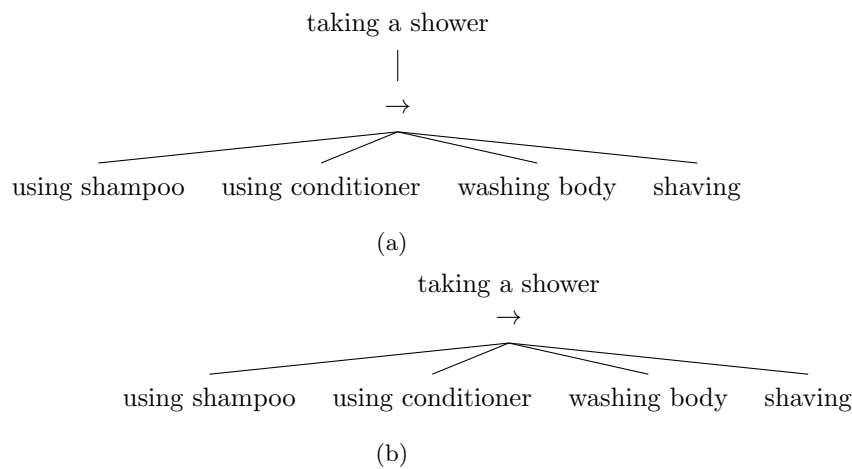 taking a shower
→
using shampoo using conditioner washing body shaving
(a)
taking a shower
→
using shampoo using conditioner washing body shaving
(b)